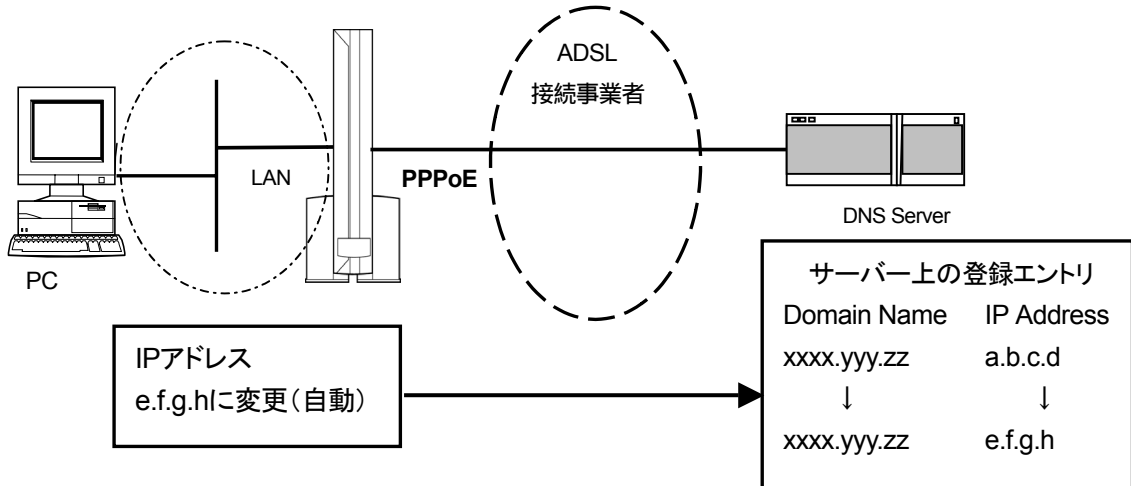 ADSL
接続事業者
LAN
PPPoE
PC
DNS Server
IPアドレス
e.f.g.hに変更（自動）
サーバー上の登録エントリ
Domain Name IP Address
xxxx.yyy.zz a.b.c.d
↓ ↓
xxxx.yyy.zz e.f.g.h